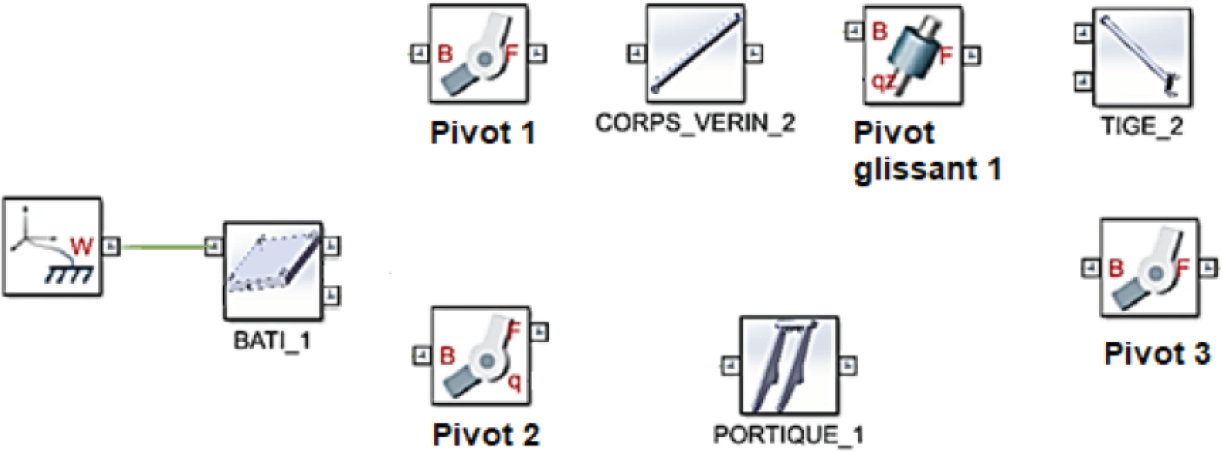 B F
Pivot 1
CORPS_VERIN_2
B F
qz
Pivot
glissant 1
TIGE_2
W
BATI_1
B F
q
Pivot 2
PORTIQUE_1
B F
Pivot 3